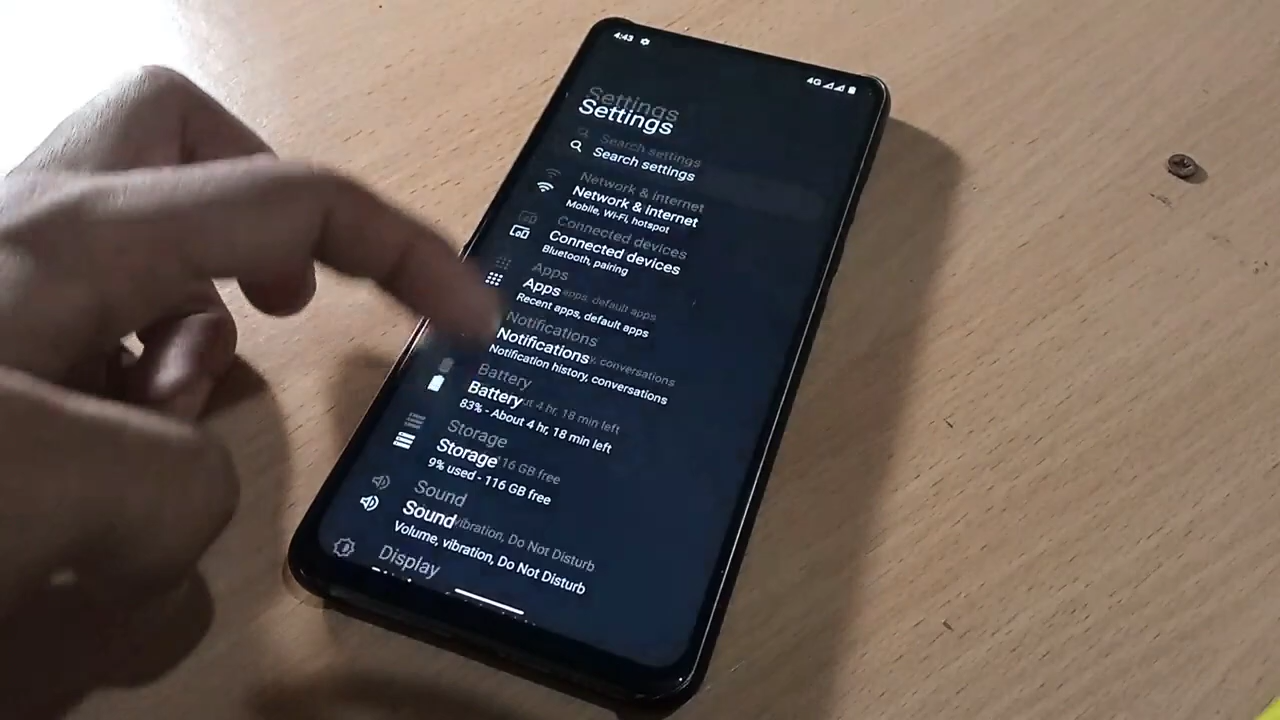 4:43
4G
Settings
Search settings
Network & internet
Mobile, Wi-Fi, hotspot
Connected devices
Bluetooth, pairing
Apps
Recent apps, default apps
Notifications
Notification history, conversations
Battery
83% - About 4 hr, 18 min left
Storage
9% used - 116 GB free
Sound
Volume, vibration, Do Not Disturb
Display